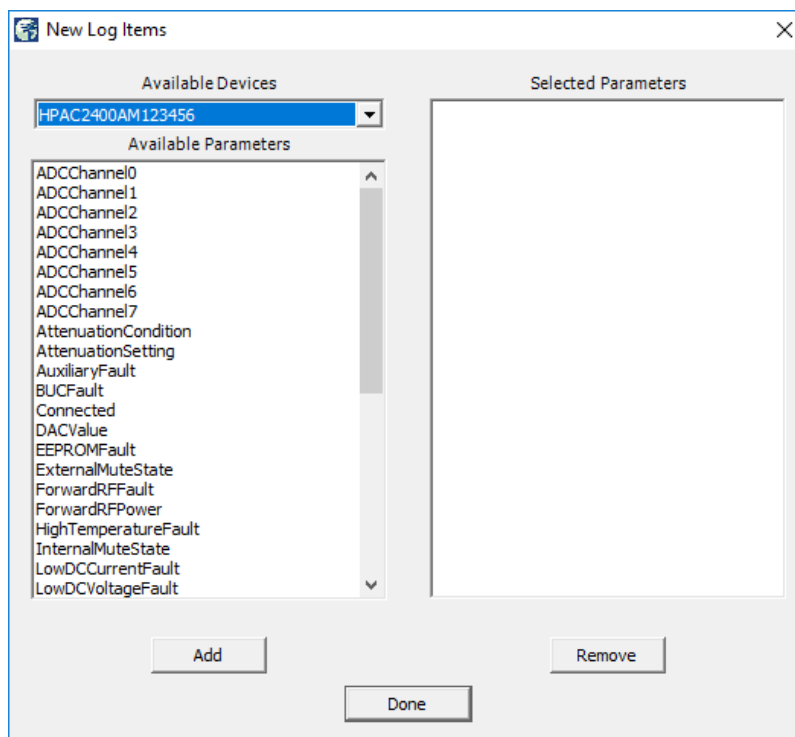 New Log Items
Available Devices
HPAC2400AM123456
Available Parameters
ADCChannel0
ADCChannel1
ADCChannel2
ADCChannel3
ADCChannel4
ADCChannel5
ADCChannel6
ADCChannel7
AttenuationCondition
AttenuationSetting
AuxiliaryFault
BUCFault
Connected
DACValue
EEPROMFault
ExternalMuteState
ForwardRFFault
ForwardRFPower
HighTemperatureFault
InternalMuteState
LowDCCurrentFault
LowDCVoltageFault
Add
Selected Parameters
Remove
Done